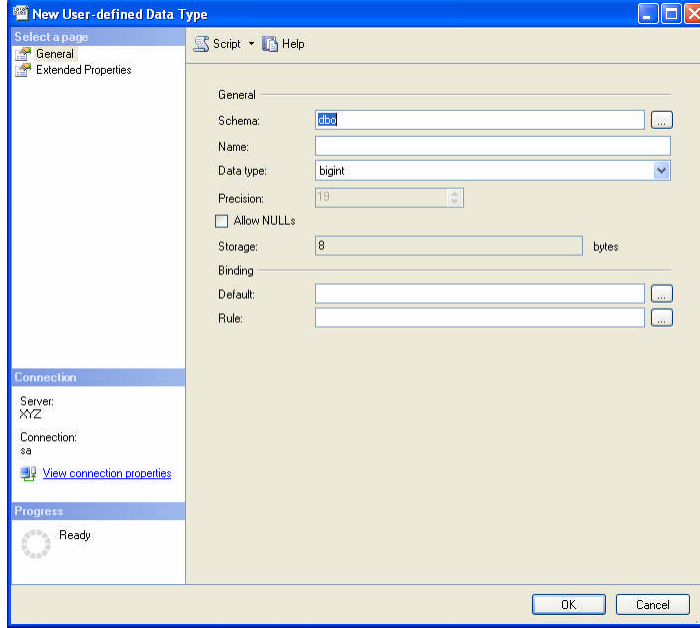 New User-defined Data Type
Select a page
General
Extended Properties
Script Help
General
Schema: dbo ...
Name:
Data type: bigint
Precision: 19
Allow NULLs
Storage: 8 bytes
Binding
Default: ...
Rule: ...
Connection
Server:
XYZ
Connection:
sa
View connection properties
Progress
Ready
OK Cancel